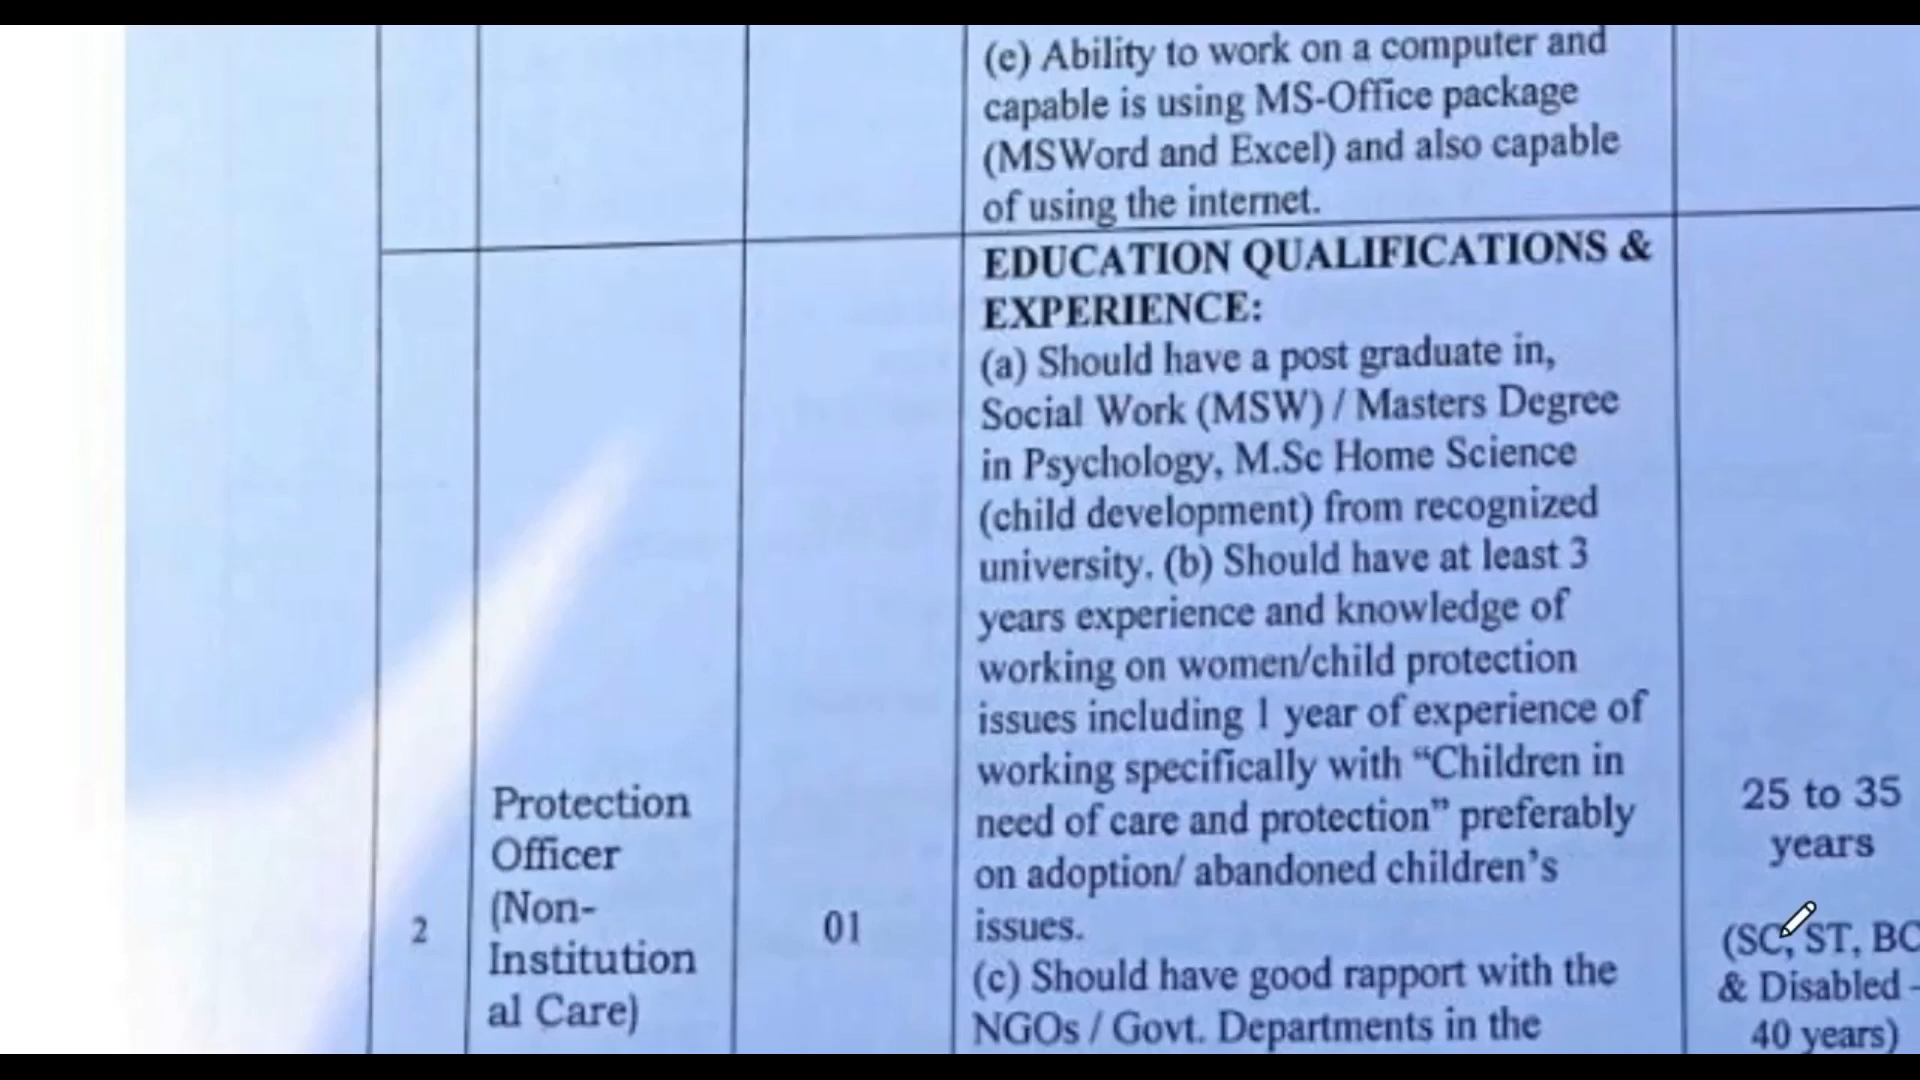 (e) Ability to work on a computer and
capable is using MS-Office package
(MSWord and Excel) and also capable
of using the internet.
2
Protection
Officer
(Non-
Institution
al Care)
01
EDUCATION QUALIFICATIONS &
EXPERIENCE:
(a) Should have a post graduate in,
Social Work (MSW) / Masters Degree
in Psychology, M.Sc Home Science
(child development) from recognized
university. (b) Should have at least 3
years experience and knowledge of
working on women/child protection
issues including 1 year of experience of
working specifically with “Children in
need of care and protection” preferably
on adoption/ abandoned children’s
issues.
(c) Should have good rapport with the
NGOs / Govt. Departments in the
25 to 35
years
(SC, ST, BC
& Disabled -
40 years)